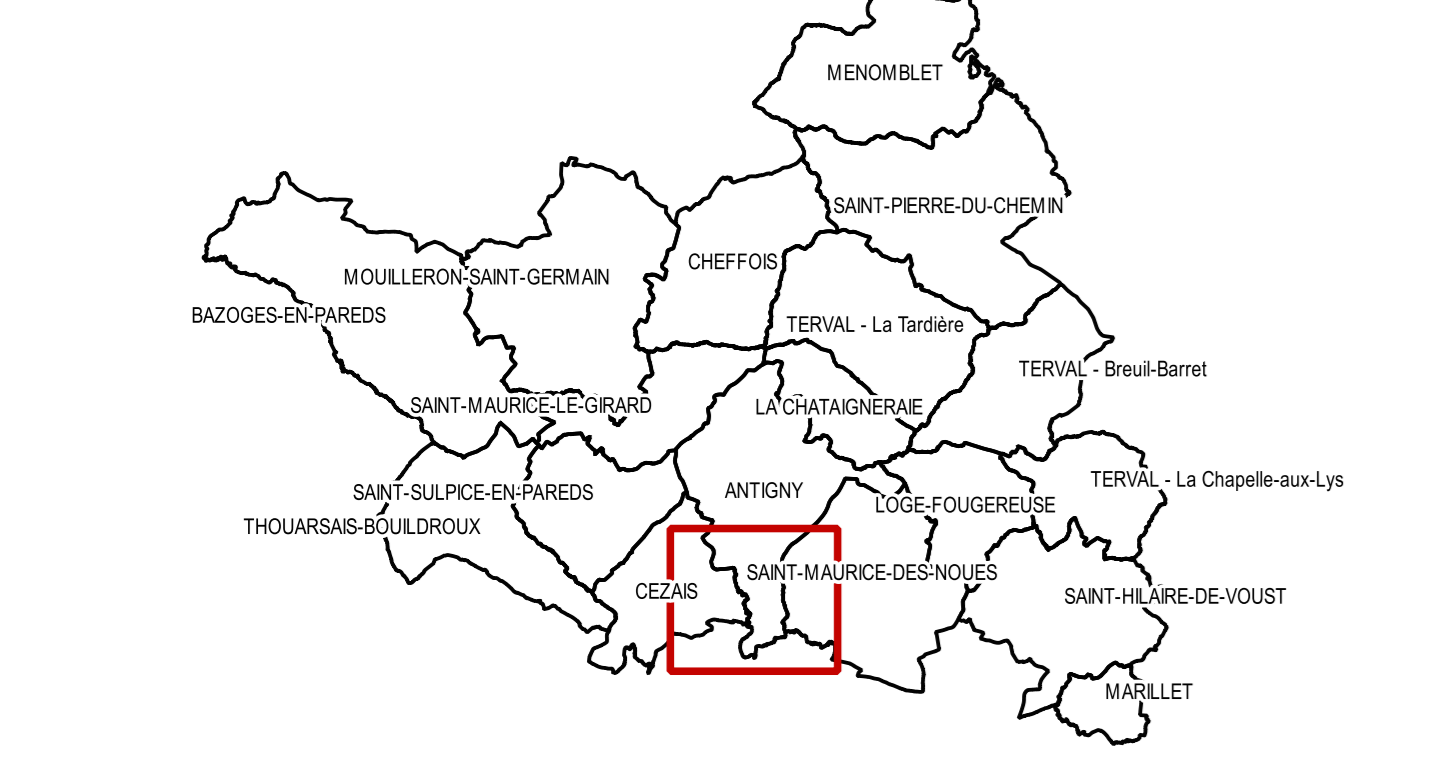 MENOMBLET
SAINT-PIERRE-DU-CHEMIN
CHEFFOIS
MOUILLERON-SAINT-GERMAIN
BAZOGES-EN-PAREDS
TERVAL - La Tardière
TERVAL - Breuil-Barret
SAINT-MAURICE-LE-GIRARD
LA CHATAIGNERAIE
TERVAL - La Chapelle-aux-Lys
ANTIGNY
SAINT-SULPICE-EN-PAREDS
LOGE-FOUGEREUSE
THOUARSAIS-BOUILDROUX
SAINT-MAURICE-DES-NOUES
CEZAIS
SAINT-HILAIRE-DE-VOUST
MARILLET